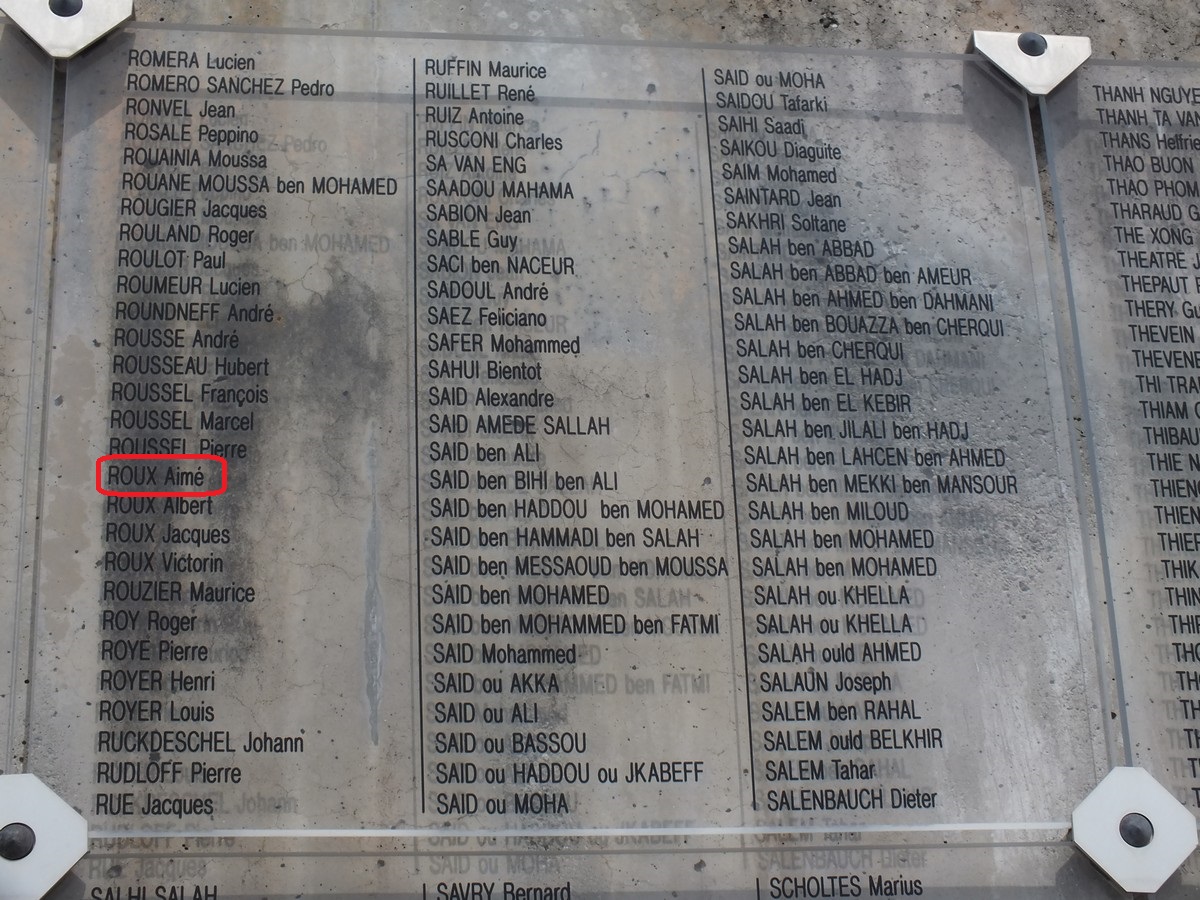 ROMERA Lucien
ROMERO SANCHEZ Pedro
RONVEL Jean
ROSALE Peppino
ROUAINIA Moussa
ROUANE MOUSSA ben MOHAMED
ROUGIER Jacques
ROULAND Roger
ROULOT Paul
ROUMEUR Lucien
ROUNDNEFF André
ROUSSE André
ROUSSEAU Hubert
ROUSSEL François
ROUSSEL Marcel
ROUSSEL Pierre
ROUX Aimé
ROUX Albert
ROUX Jacques
ROUX Victorin
ROUZIER Maurice
ROY Roger
ROYE Pierre
ROYER Henri
ROYER Louis
RUCKDESCHEL Johann
RUDLOFF Pierre
RUE Jacques
RUFFIN Maurice
RUILLET René
RUIZ Antoine
RUSCONI Charles
SA VAN ENG
SAADOU MAHAMA
SABION Jean
SABLE Guy
SACI ben NACEUR
SADOUL André
SAEZ Feliciano
SAFER Mohammed
SAHUI Bientot
SAID Alexandre
SAID AMEDE SALLAH
SAID ben ALI
SAID ben BIHI ben ALI
SAID ben HADDOU ben MOHAMED
SAID ben HAMMADI ben SALAH
SAID ben MESSAOUD ben MOUSSA
SAID ben MOHAMED
SAID ben MOHAMMED ben FATMI
SAID Mohammed
SAID ou AKKA
SAID ou ALI
SAID ou BASSOU
SAID ou HADDOU ou JKABEFF
SAID ou MOHA
SAID ou MOHA
SAIDOU Tafarki
SAIHI Saadi
SAIKOU Diaguite
SAIM Mohamed
SAINTARD Jean
SAKHRI Soltane
SALAH ben ABBAD
SALAH ben ABBAD ben AMEUR
SALAH ben AHMED ben DAHMANI
SALAH ben BOUAZZA ben CHERQUI
SALAH ben CHERQUI
SALAH ben EL HADJ
SALAH ben EL KEBIR
SALAH ben JILALI ben HADJ
SALAH ben LAHCEN ben AHMED
SALAH ben MEKKI ben MANSOUR
SALAH ben MILOUD
SALAH ben MOHAMED
SALAH ben MOHAMED
SALAH ou KHELLA
SALAH ou KHELLA
SALAH ould AHMED
SALAÜN Joseph
SALEM ben RAHAL
SALEM ould BELKHIR
SALEM Tahar
SALENBAUCH Dieter
THANH
THANH TA VAN
THANS
THAO BUON
THAO
THARAUD
THE XONG
THEATRE
THEPAUT
THERY
THEVEIN
THI
THIAM
THIE
SALHI SALAH
SAVRY Bernard
SCHOLTES Marius